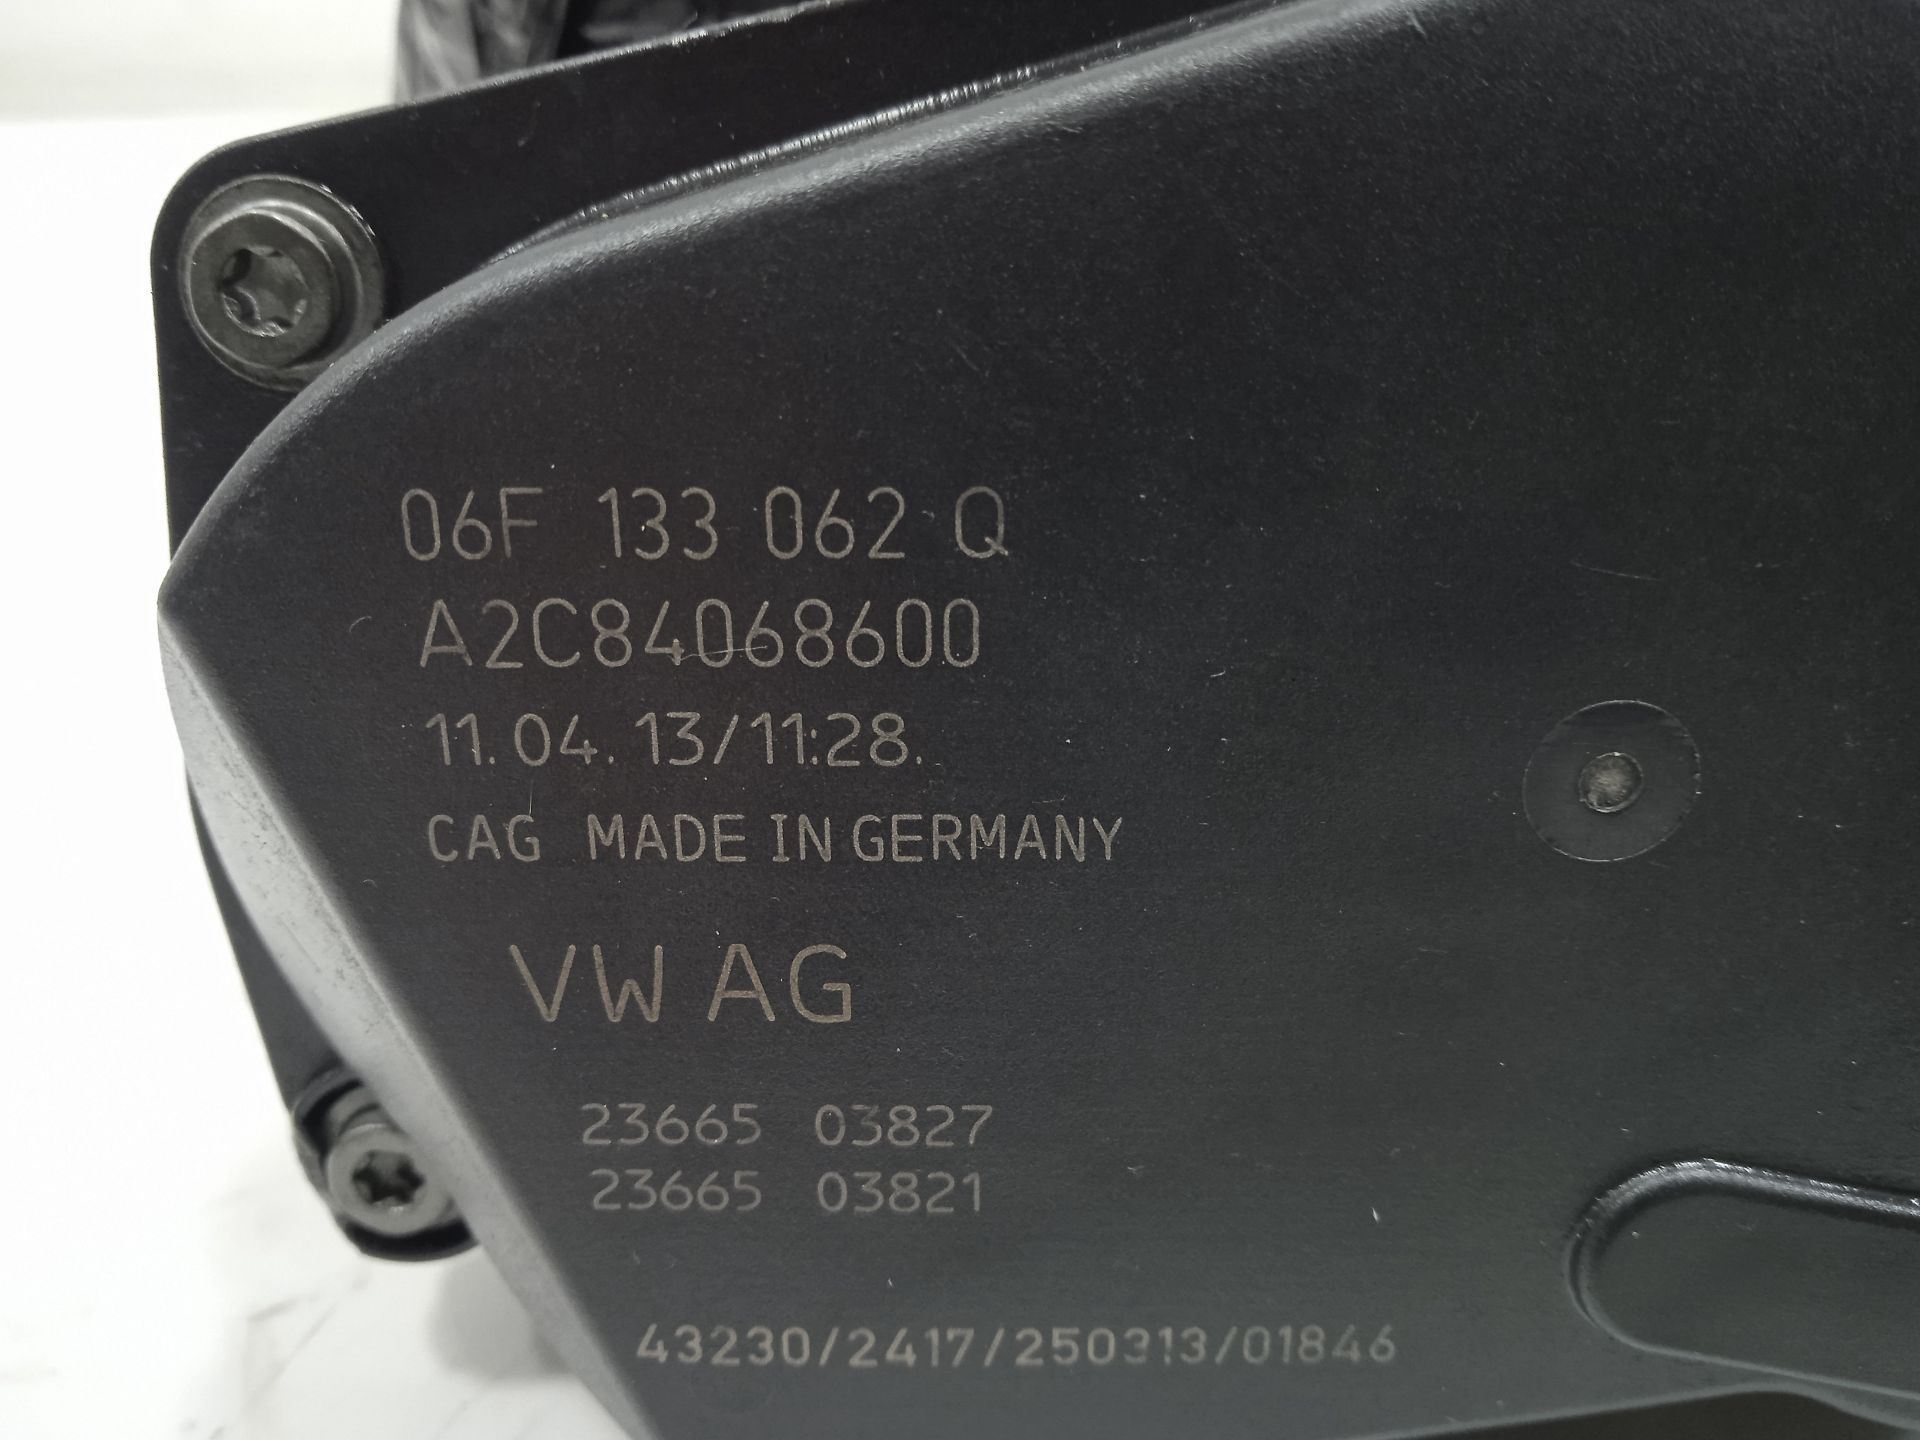 06F 133 062 Q
A2C84068600
11.04.13/11:28.
CAG MADE IN GERMANY
VW AG
23665 03827
23665 03821
43230/2417/250313/01846